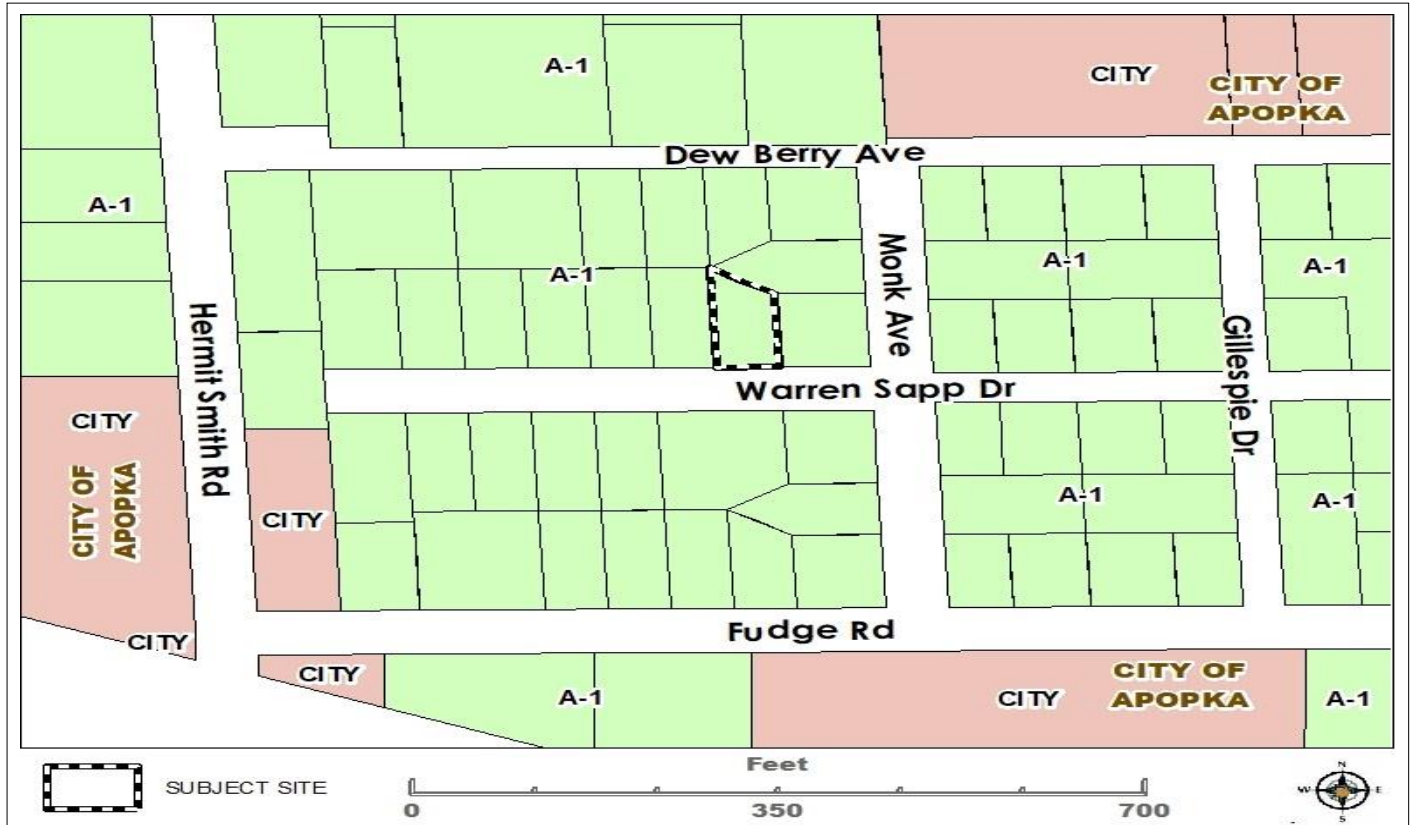 A-1
CITY
CITY OF
APOPKA
Dew Berry Ave
A-1
A-1
Monk Ave
A-1
A-1
Hermit Smith Rd
Gillespie Dr
Warren Sapp Dr
CITY
CITY OF
APOPKA
CITY
A-1
A-1
CITY
Fudge Rd
CITY
A-1
CITY
CITY OF
APOPKA
A-1
SUBJECT SITE
Feet
0
350
700
N
W
E
S